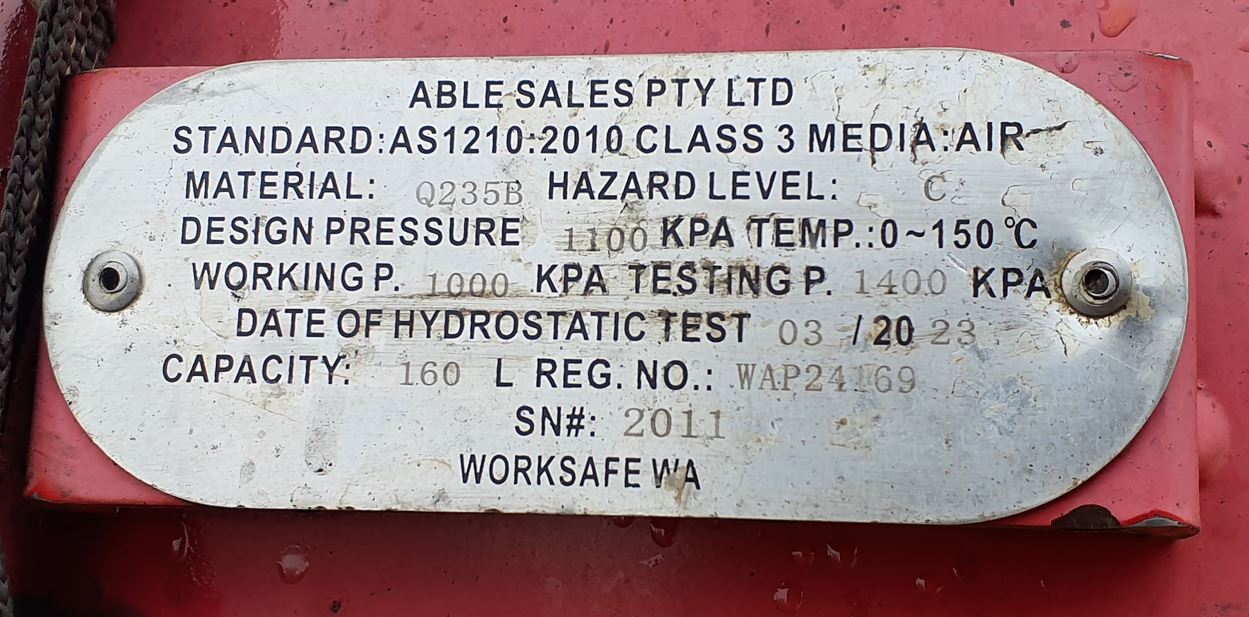 ABLE SALES PTY LTD
STANDARD:AS1210:2010 CLASS 3 MEDIA:AIR
MATERIAL: Q235B HAZARD LEVEL: C
DESIGN PRESSURE 1100 KPA TEMP.:0~150℃
WORKING P. 1000 KPA TESTING P. 1400 KPA
DATE OF HYDROSTATIC TEST 03 /20 23
CAPACITY: 160 L REG. NO.: WAP24169
SN#: 2011
WORKSAFE WA